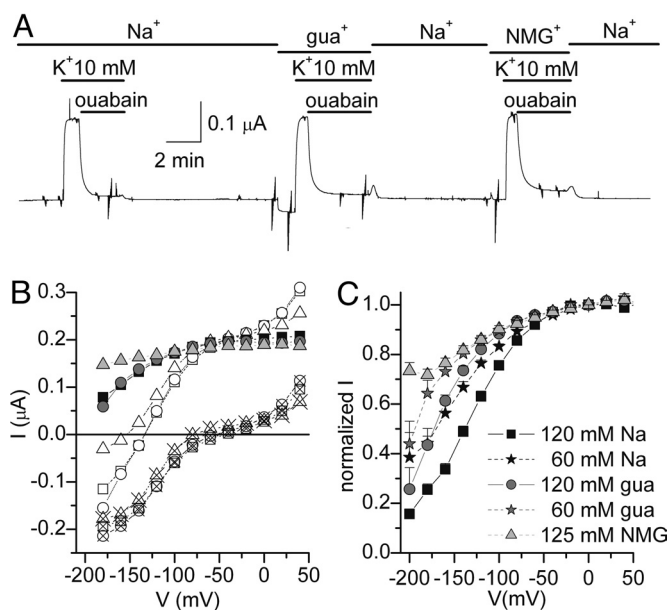 A
Na+ gua+ Na+ NMG+ Na+
K+10 mM K+10 mM K+10 mM
ouabain ouabain ouabain
0.1 μA
2 min
B
0.3
0.2
0.1
0.0
-0.1
-0.2
I (μA)
-200 -150 -100 -50 0 50
V (mV)
C
1.0
0.8
0.6
0.4
0.2
0.0
normalized I
120 mM Na
60 mM Na
120 mM gua
60 mM gua
125 mM NMG
-200 -150 -100 -50 0 50
V(mV)